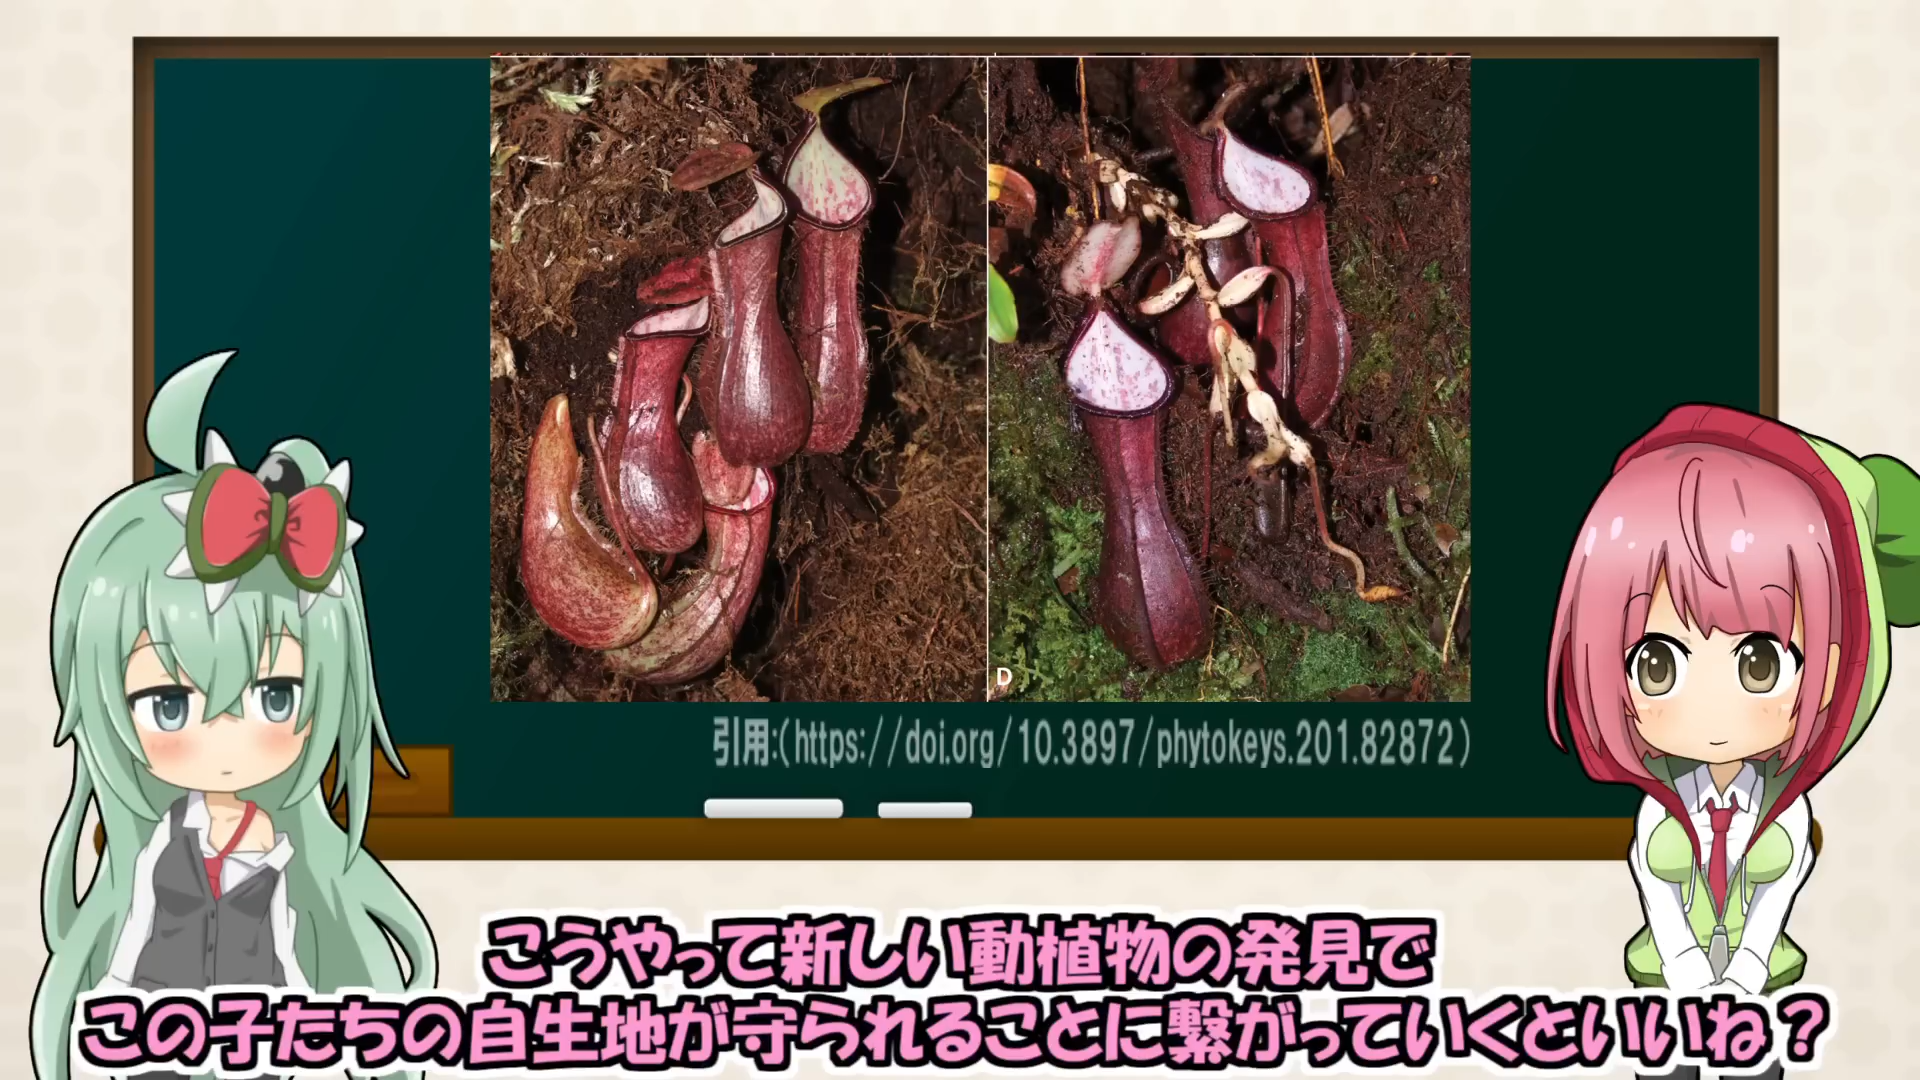 D
引用:(https://doi.org/10.3897/phytokeys.201.82872)
こうやって新しい動植物の発見で
この子たちの自生地が守られることに繋がっていくといいね？